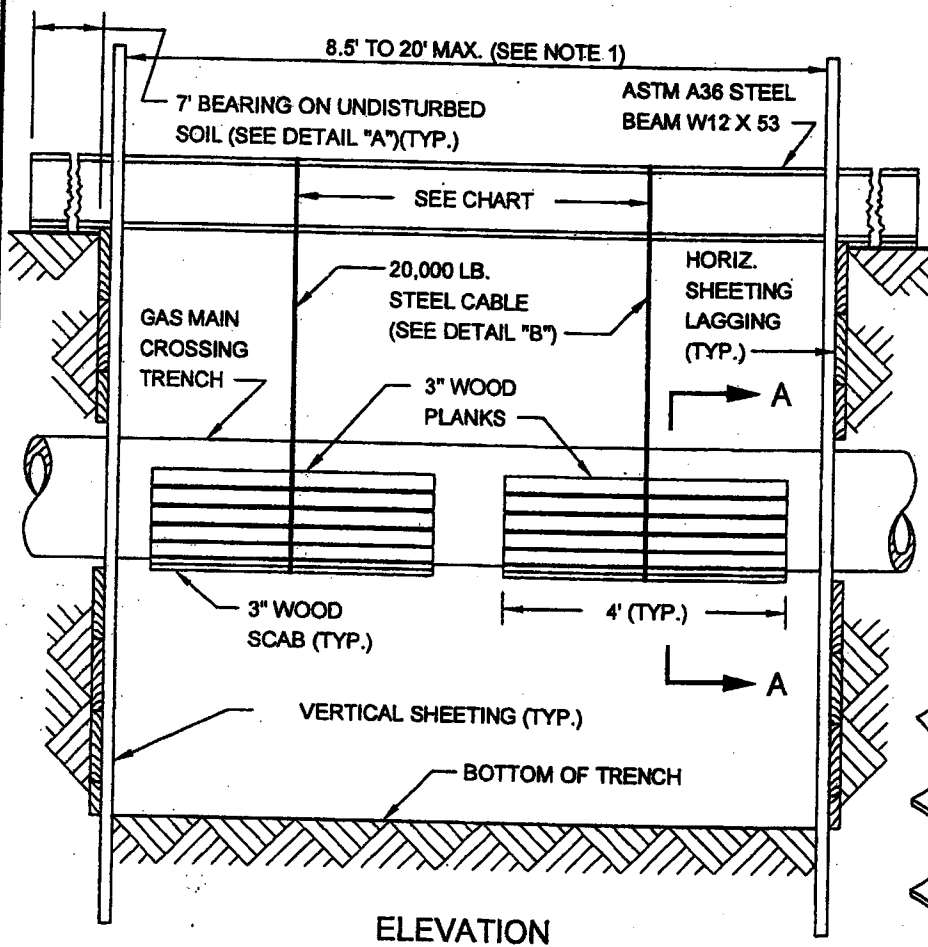 8.5' TO 20' MAX. (SEE NOTE 1)
7' BEARING ON UNDISTURBED
SOIL (SEE DETAIL "A")(TYP.)
ASTM A36 STEEL
BEAM W12 X 53
SEE CHART
20,000 LB.
STEEL CABLE
(SEE DETAIL "B")
HORIZ.
SHEETING
LAGGING
(TYP.)
GAS MAIN
CROSSING
TRENCH
3" WOOD
PLANKS
A
3" WOOD
SCAB (TYP.)
4' (TYP.)
A
VERTICAL SHEETING (TYP.)
BOTTOM OF TRENCH
ELEVATION